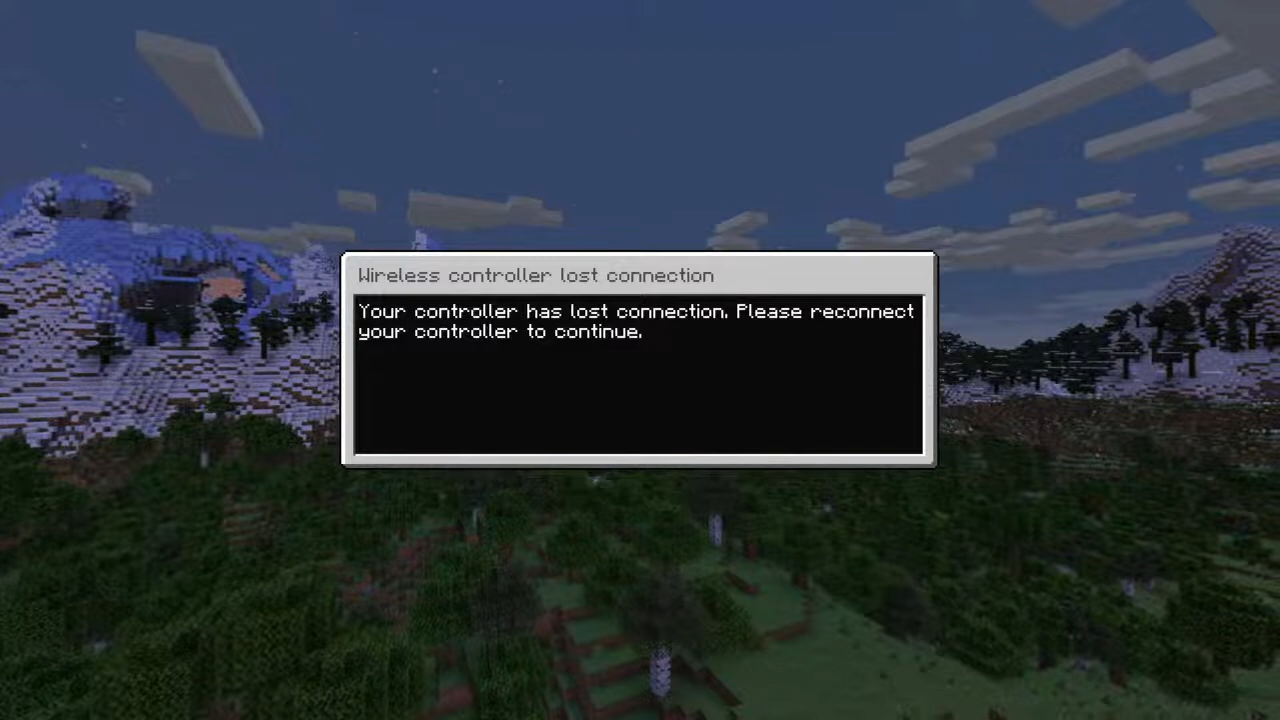 Wireless controller lost connection
Your controller has lost connection. Please reconnect
your controller to continue.